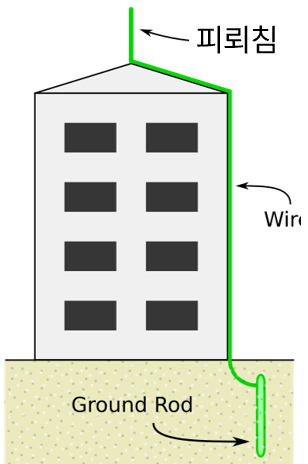 피뢰침
Wire
Ground Rod